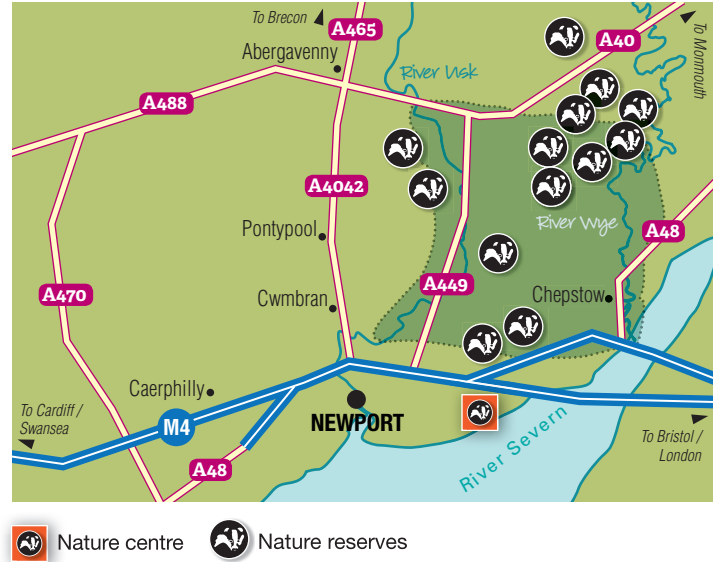 To Brecon
A465
A40
To Monmouth
Abergavenny
River Usk
A488
A4042
Pontypool
River Wye
A48
A470
A449
Cwmbran
Chepstow
Caerphilly
To Cardiff /
Swansea
M4
NEWPORT
A48
River Severn
To Bristol /
London
Nature centre
Nature reserves